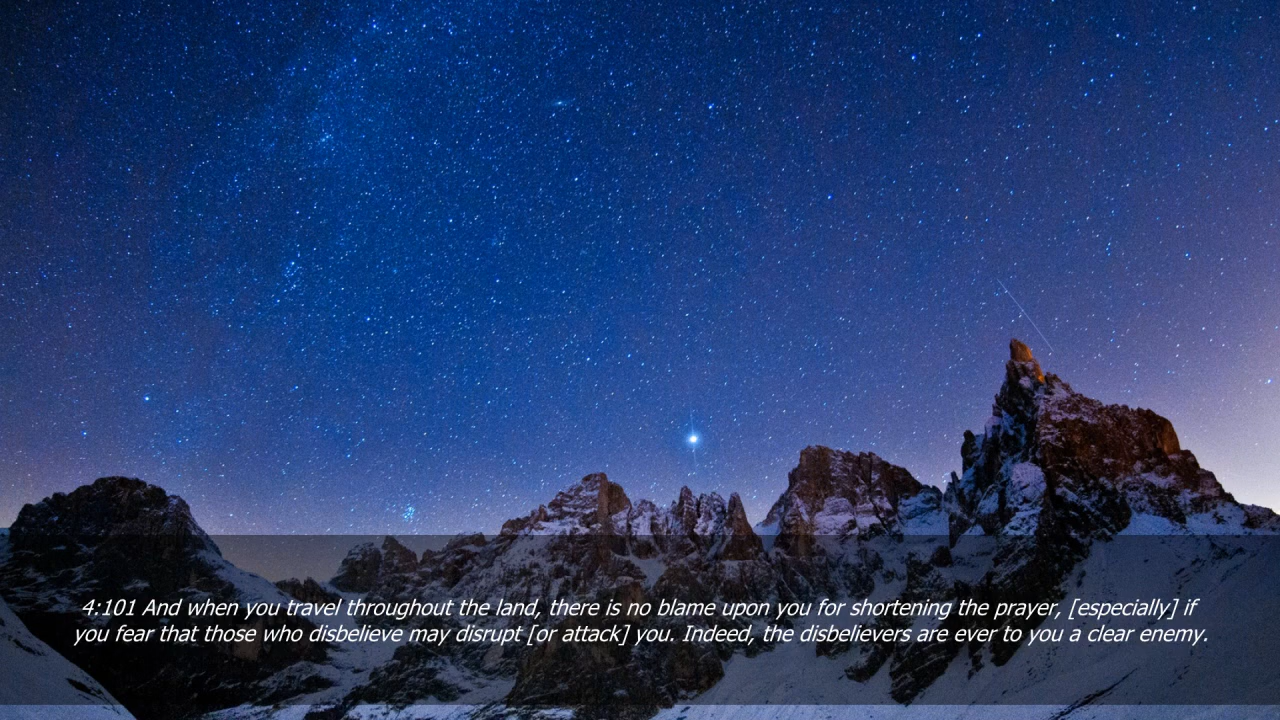 4:101 And when you travel throughout the land, there is no blame upon you for shortening the prayer, [especially] if
you fear that those who disbelieve may disrupt [or attack] you. Indeed, the disbelievers are ever to you a clear enemy.